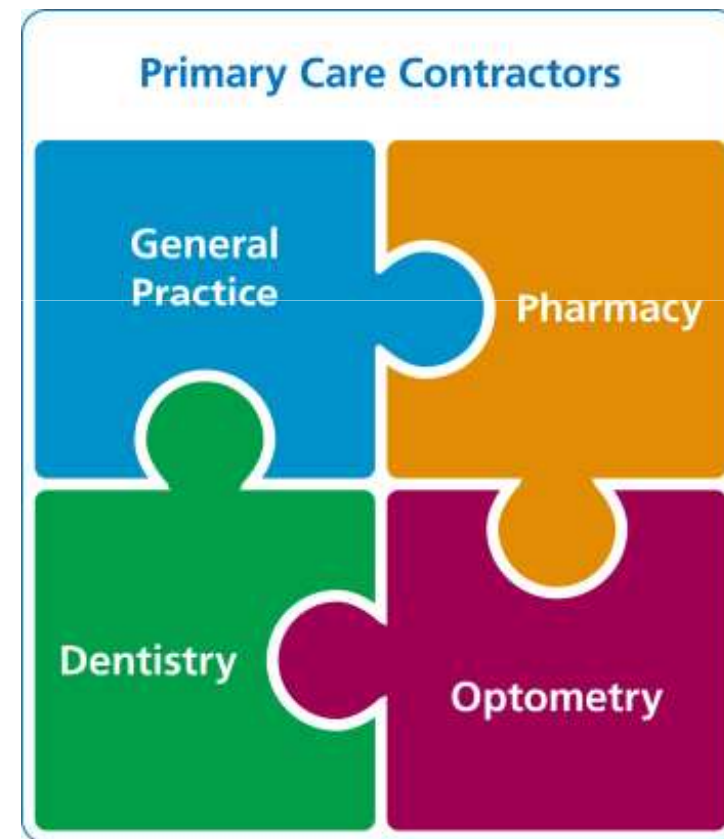 Primary Care Contractors
General
Practice
Pharmacy
Dentistry
Optometry